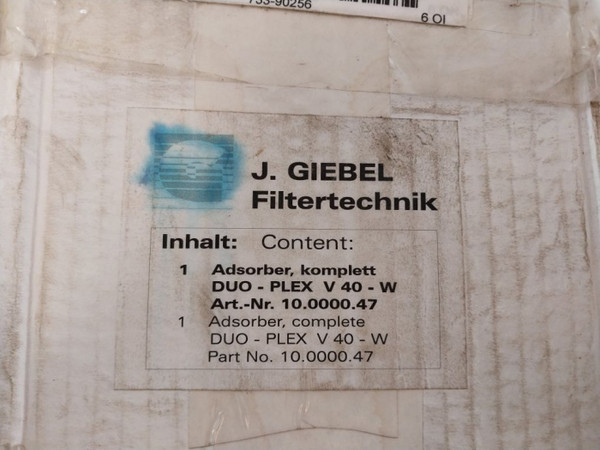 733-90256
6 OI
J. GIEBEL
Filtertechnik
Inhalt: Content:
1 Adsorber, komplett
DUO - PLEX V 40 - W
Art.-Nr. 10.0000.47
1 Adsorber, complete
DUO - PLEX V 40 - W
Part No. 10.0000.47